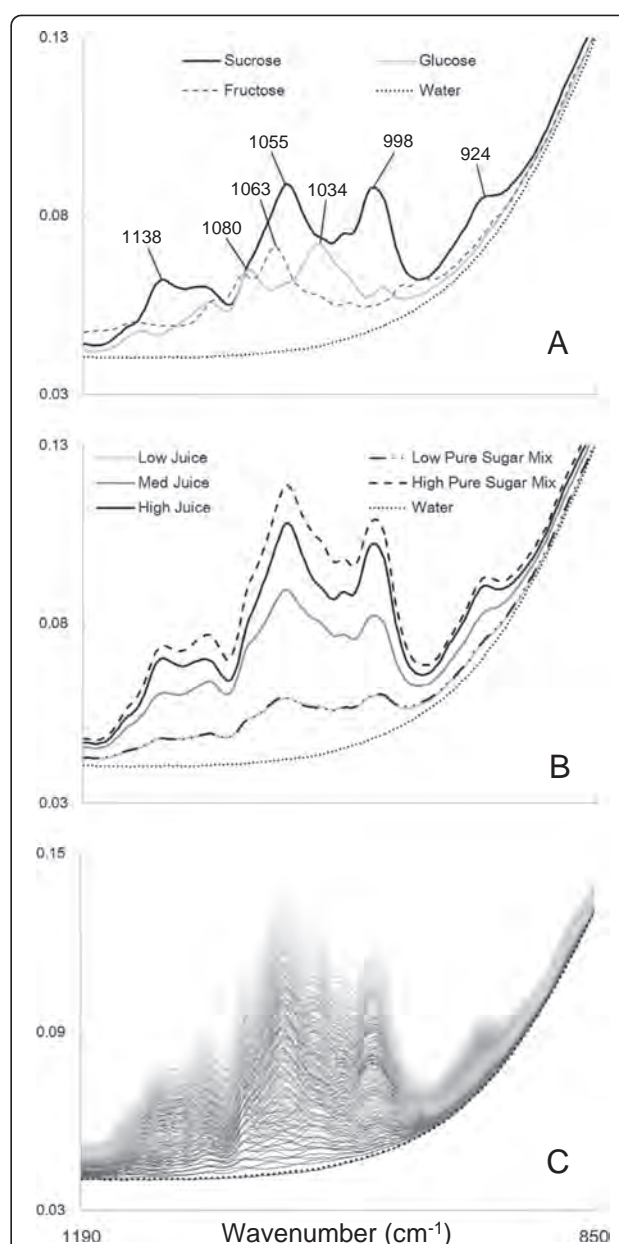 0.13
Sucrose Glucose
Fructose Water
1055 998
1063 1034 924
1138 1080
0.08
A
0.03
0.13
Low Juice Low Pure Sugar Mix
Med Juice High Pure Sugar Mix
High Juice Water
0.08
B
0.03
0.15
0.09
C
0.03
1190 Wavenumber (cm-1) 850